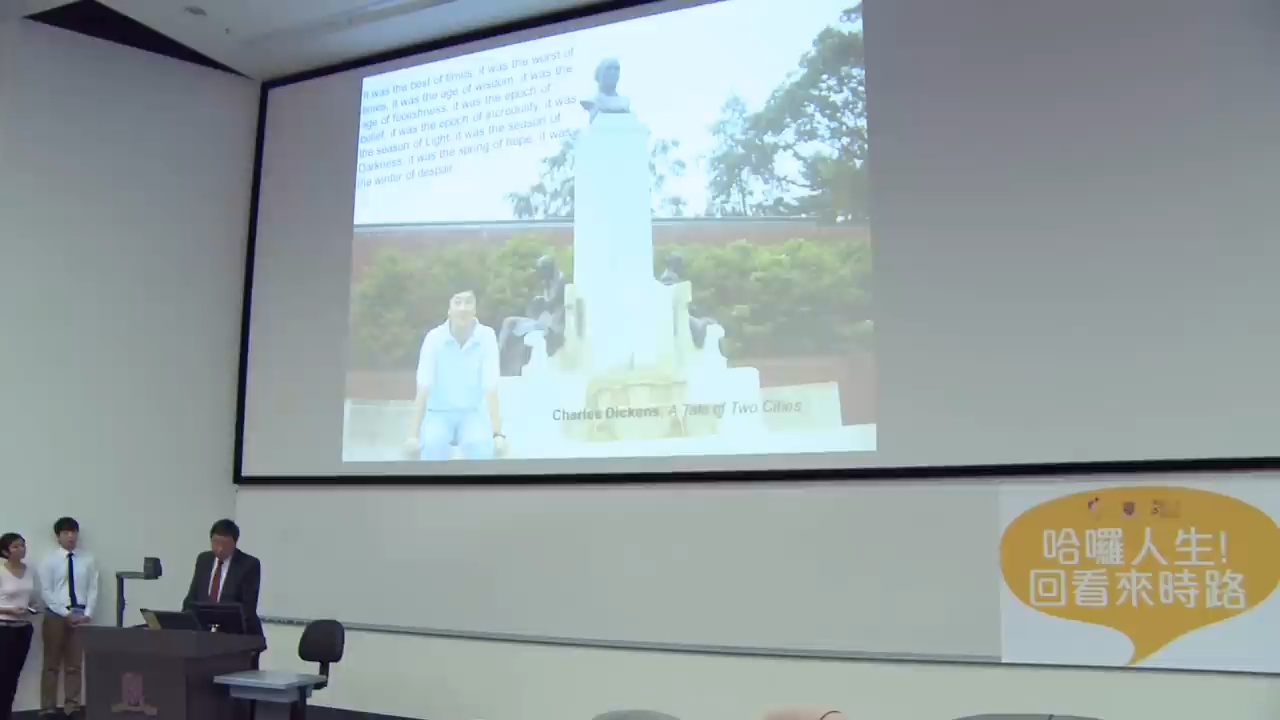 It was the best of times, it was the worst of
times, it was the age of wisdom, it was the
age of foolishness, it was the epoch of
belief, it was the epoch of incredulity, it was
the season of Light, it was the season of
Darkness, it was the spring of hope, it was
the winter of despair
Charles Dickens, A Tale of Two Cities
哈囉人生!
回看來時路